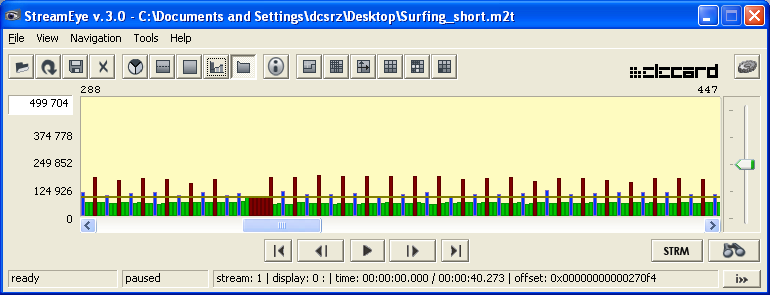 StreamEye v.3.0 - C:\Documents and Settings\dcsrz\Desktop\Surfing_short.m2t
File View Navigation Tools Help
elecard
288 447
499 704
374 778
249 852
124 926
0
STRM
ready paused stream: 1 | display: 0 : | time: 00:00:00.000 / 00:00:40.273 | offset: 0x00000000000270f4 i»